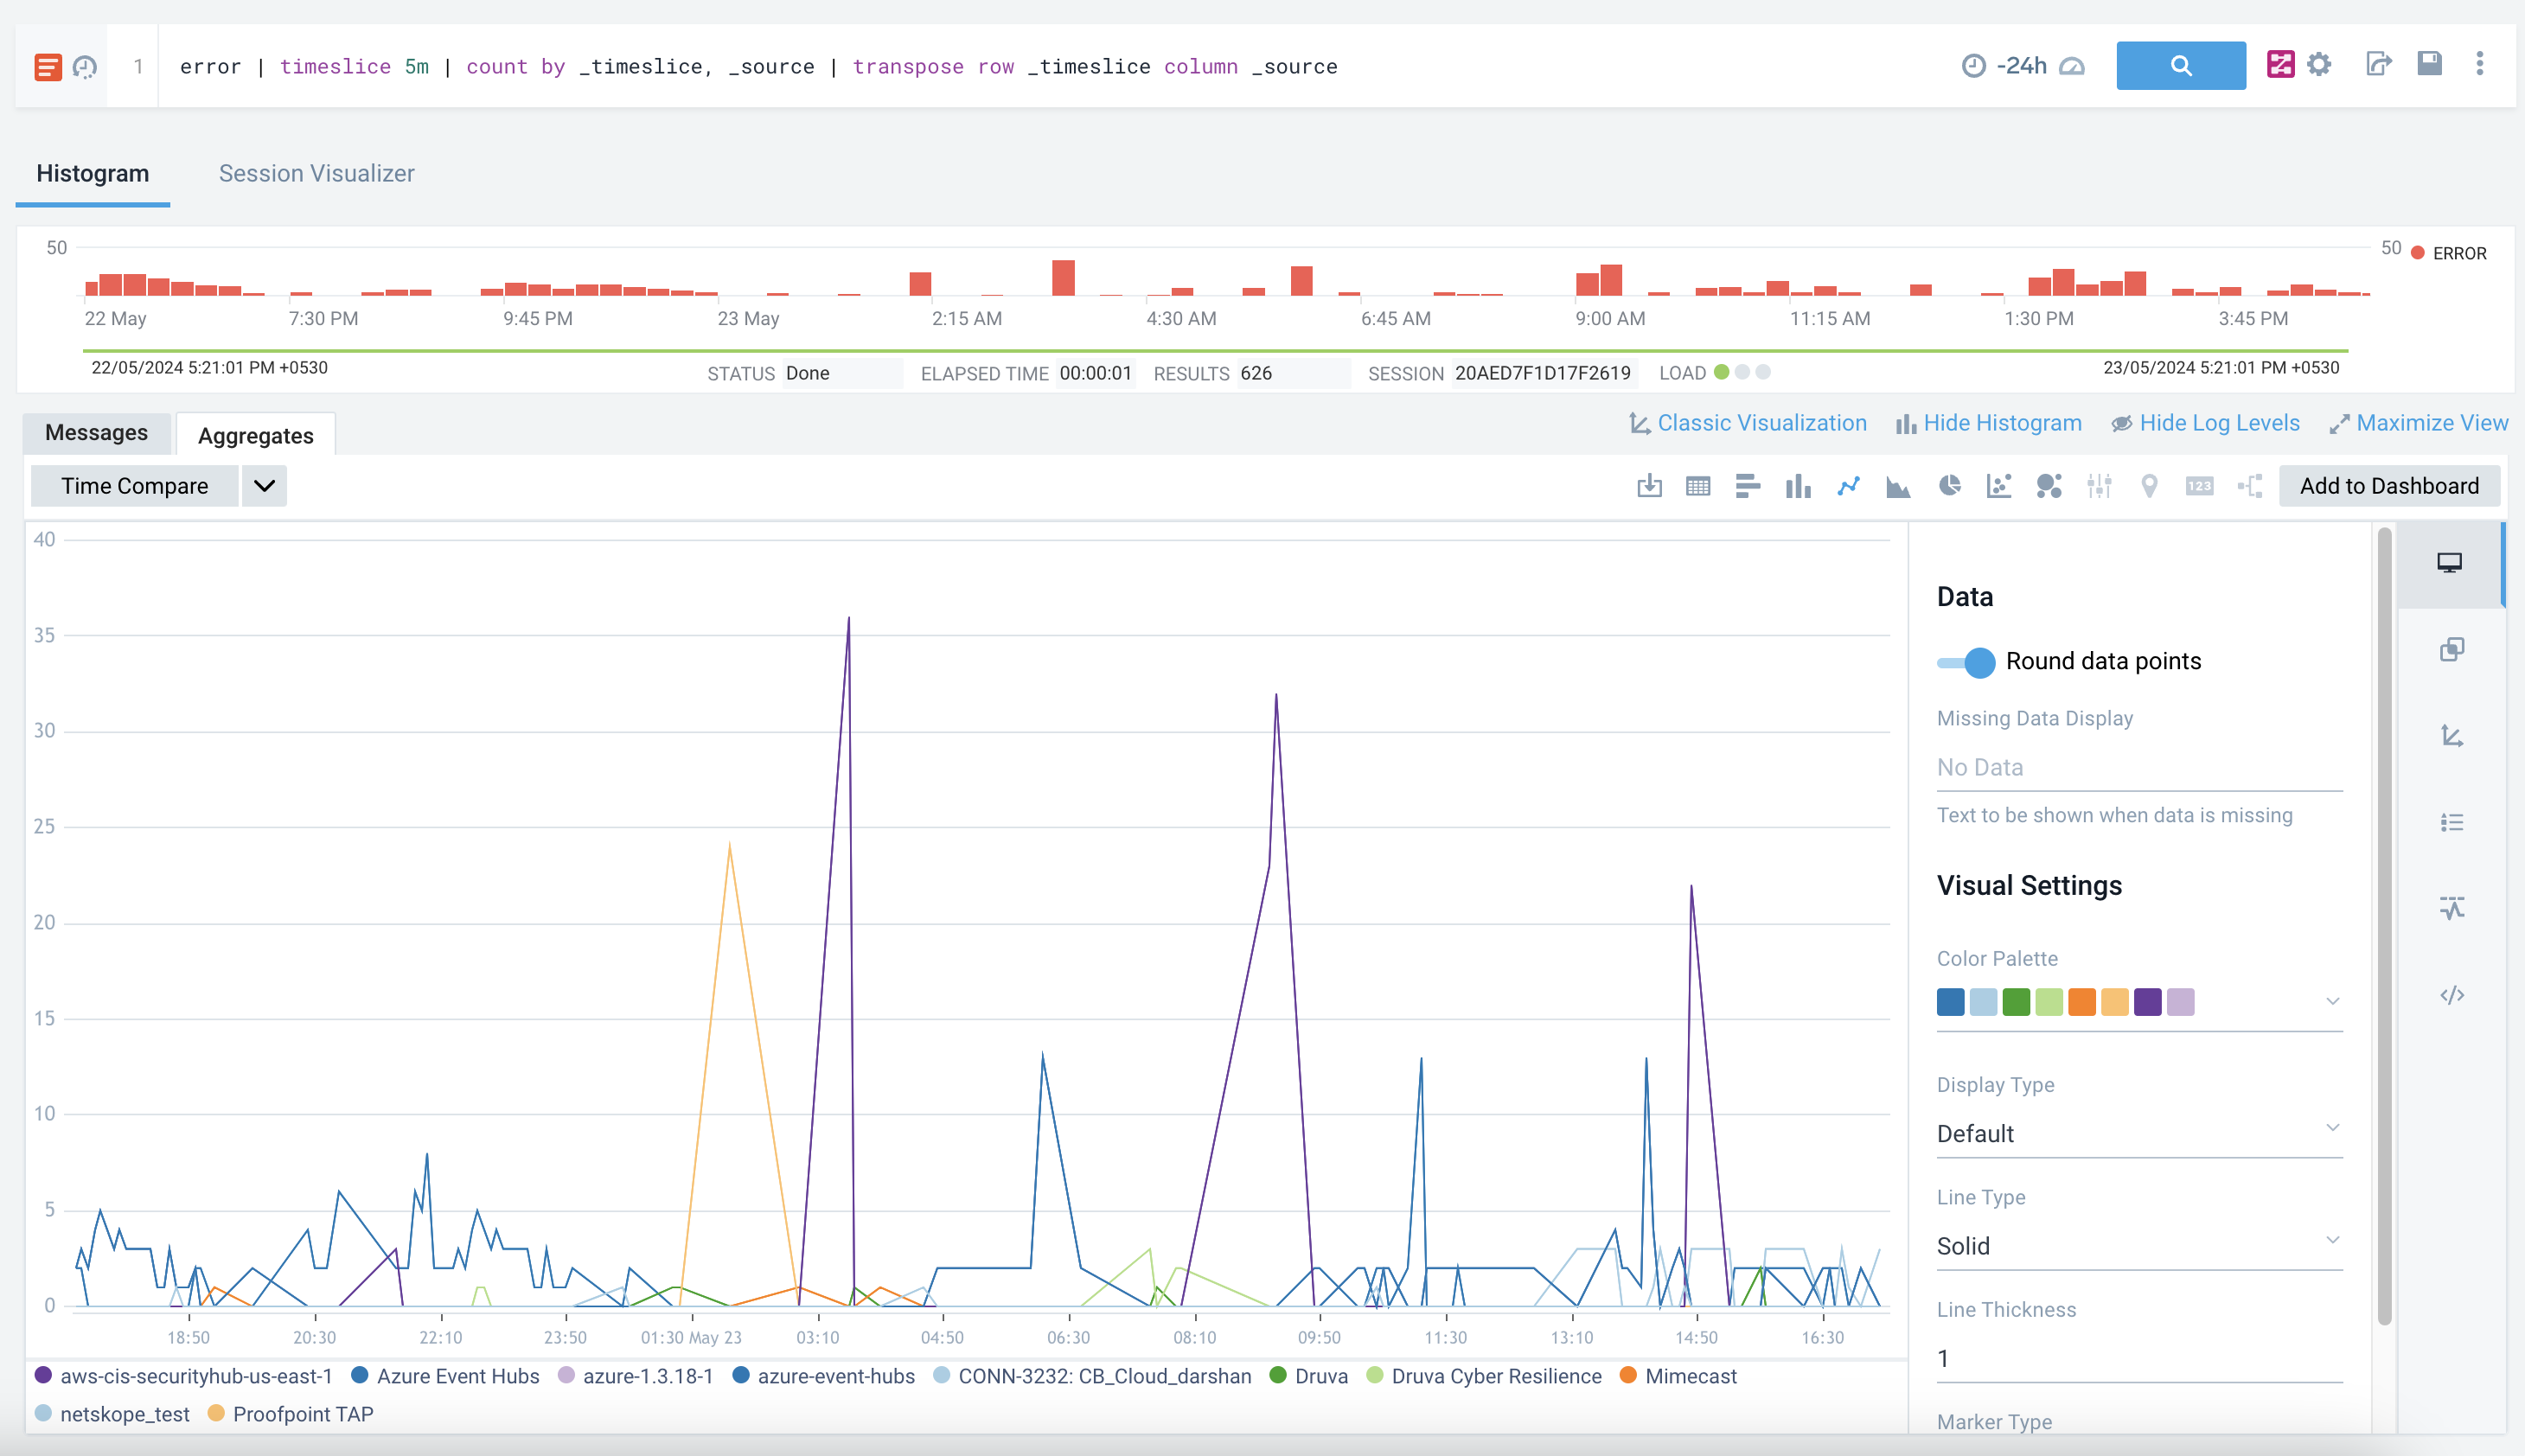 1 error | timeslice 5m | count by _timeslice, _source | transpose row _timeslice column _source -24h
Histogram Session Visualizer
50 50 ERROR
22 May 7:30 PM 9:45 PM 23 May 2:15 AM 4:30 AM 6:45 AM 9:00 AM 11:15 AM 1:30 PM 3:45 PM
22/05/2024 5:21:01 PM +0530 STATUS Done ELAPSED TIME 00:00:01 RESULTS 626 SESSION 20AED7F1D17F2619 LOAD 23/05/2024 5:21:01 PM +0530
Messages Aggregates Classic Visualization Hide Histogram Hide Log Levels Maximize View
Time Compare 123 Add to Dashboard
40
35
30
25
20
15
10
5
0
18:50 20:30 22:10 23:50 01:30 May 23 03:10 04:50 06:30 08:10 09:50 11:30 13:10 14:50 16:30
aws-cis-securityhub-us-east-1 Azure Event Hubs azure-1.3.18-1 azure-event-hubs CONN-3232: CB_Cloud_darshan Druva Druva Cyber Resilience Mimecast
netskope_test Proofpoint TAP
Data
Round data points
Missing Data Display
No Data
Text to be shown when data is missing
Visual Settings
Color Palette
Display Type
Default
Line Type
Solid
Line Thickness
1
Marker Type